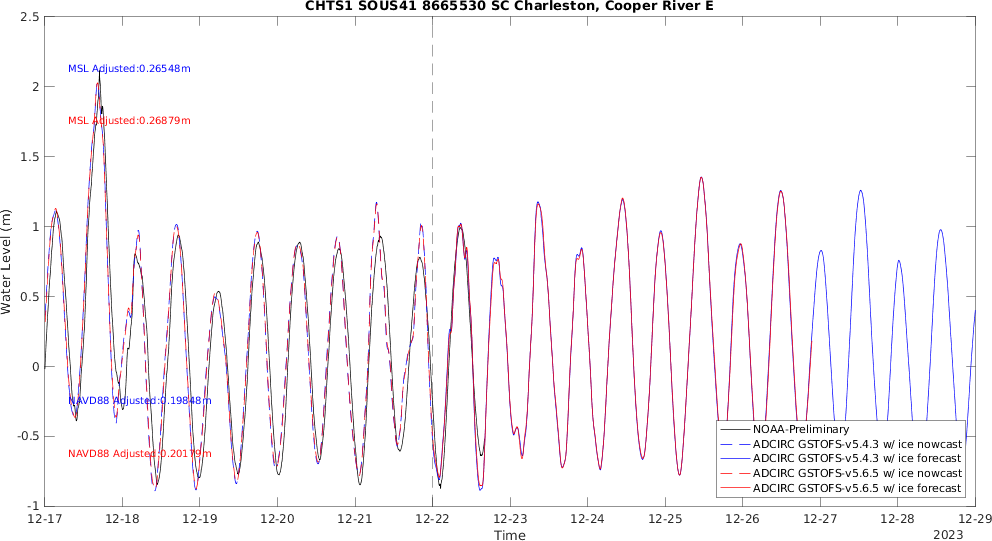 CHTS1 SOUS41 8665530 SC Charleston, Cooper River E
2.5
2
1.5
1
0.5
0
-0.5
-1
Water Level (m)
MSL Adjusted:0.26548m
MSL Adjusted:0.26879m
NAVD88 Adjusted:0.19848m
NAVD88 Adjusted:0.20179m
NOAA-Preliminary
ADCIRC GSTOFS-v5.4.3 w/ ice nowcast
ADCIRC GSTOFS-v5.4.3 w/ ice forecast
ADCIRC GSTOFS-v5.6.5 w/ ice nowcast
ADCIRC GSTOFS-v5.6.5 w/ ice forecast
12-17 12-18 12-19 12-20 12-21 12-22 12-23 12-24 12-25 12-26 12-27 12-28 12-29
Time
2023